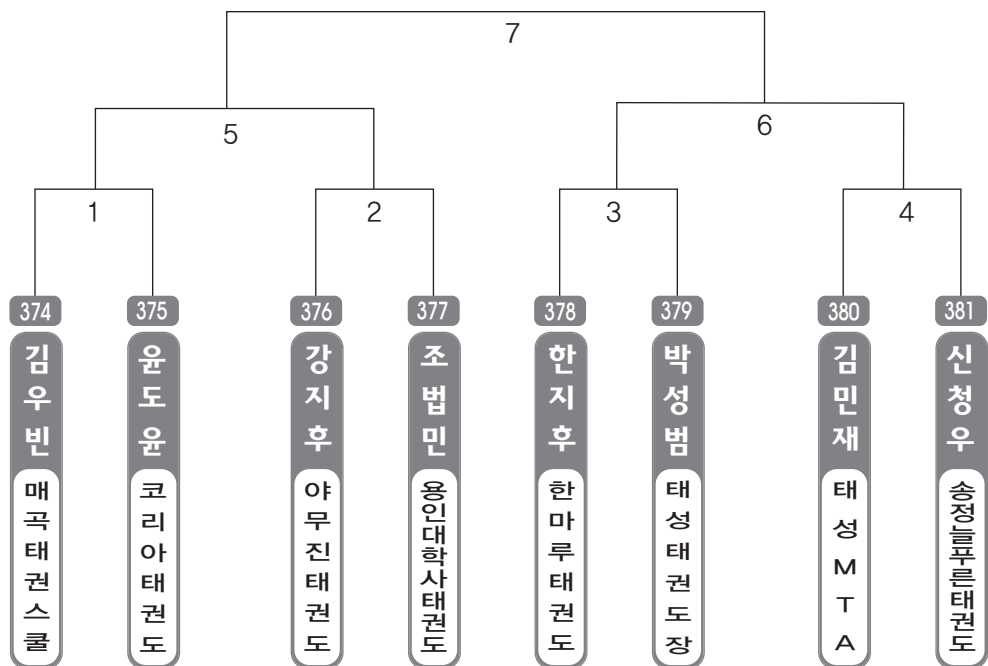 7
5
6
1
2
3
4
374
375
376
377
378
379
380
381
김우빈
윤도윤
강지후
조법민
한지후
박성범
김민재
신청우
매곡태권스쿨
코리아태권도
야무진태권도
용인대학사태권도
한마루태권도
태성태권도장
태성MTA
송정늘푸른태권도